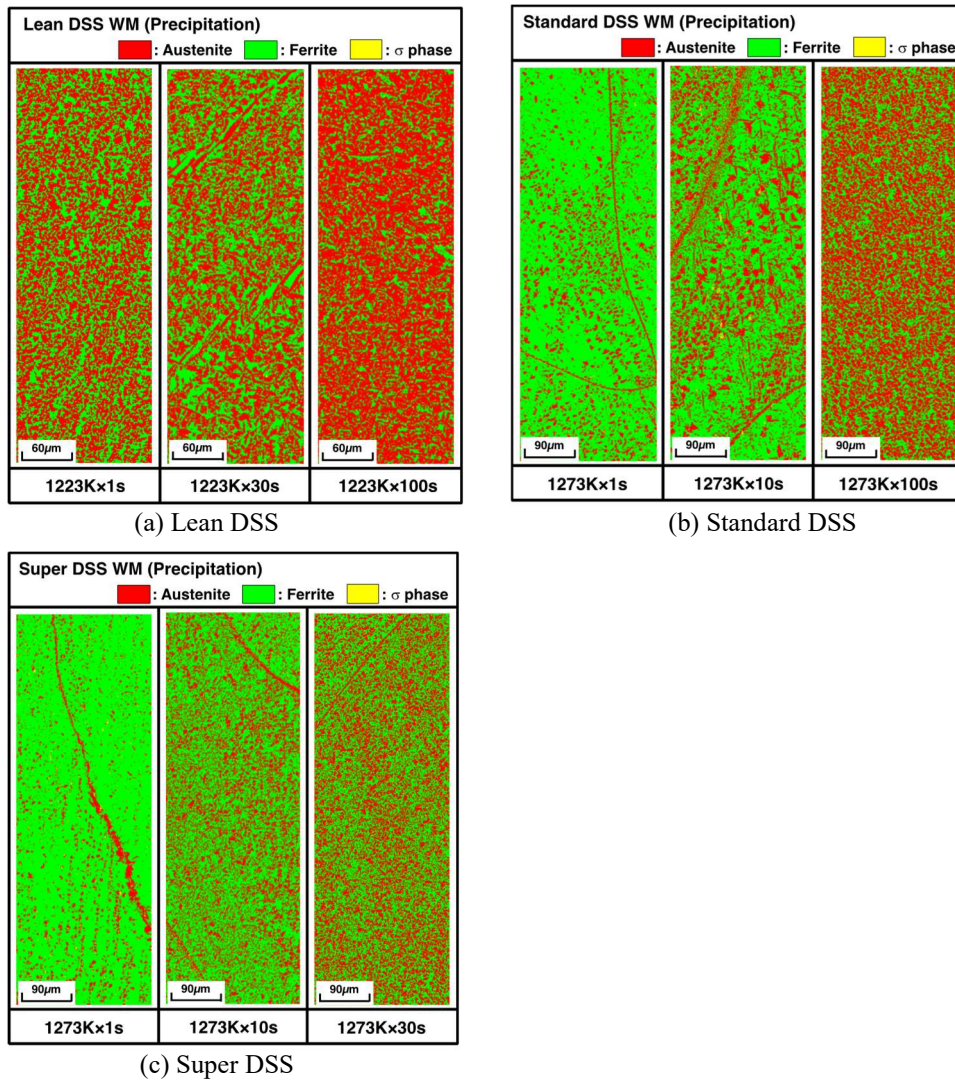 Lean DSS WM (Precipitation)
: Austenite : Ferrite : σ phase
60μm 60μm 60μm
1223K×1s 1223K×30s 1223K×100s
(a) Lean DSS
Standard DSS WM (Precipitation)
: Austenite : Ferrite : σ phase
90μm 90μm 90μm
1273K×1s 1273K×10s 1273K×100s
(b) Standard DSS
Super DSS WM (Precipitation)
: Austenite : Ferrite : σ phase
90μm 90μm 90μm
1273K×1s 1273K×10s 1273K×30s
(c) Super DSS